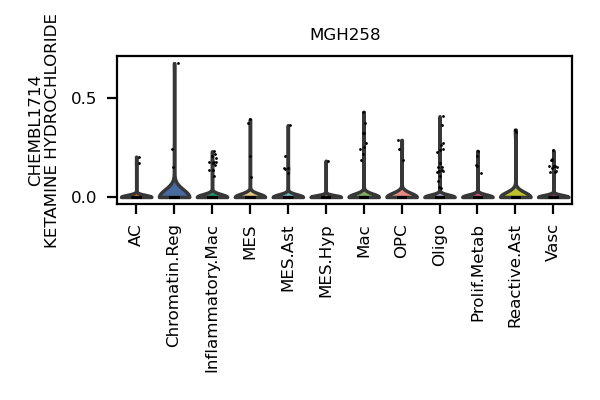 MGH258
CHEMBL1714
KETAMINE HYDROCHLORIDE
0.5
0.0
AC
Chromatin.Reg
Inflammatory.Mac
MES
MES.Ast
MES.Hyp
Mac
OPC
Oligo
Prolif.Metab
Reactive.Ast
Vasc